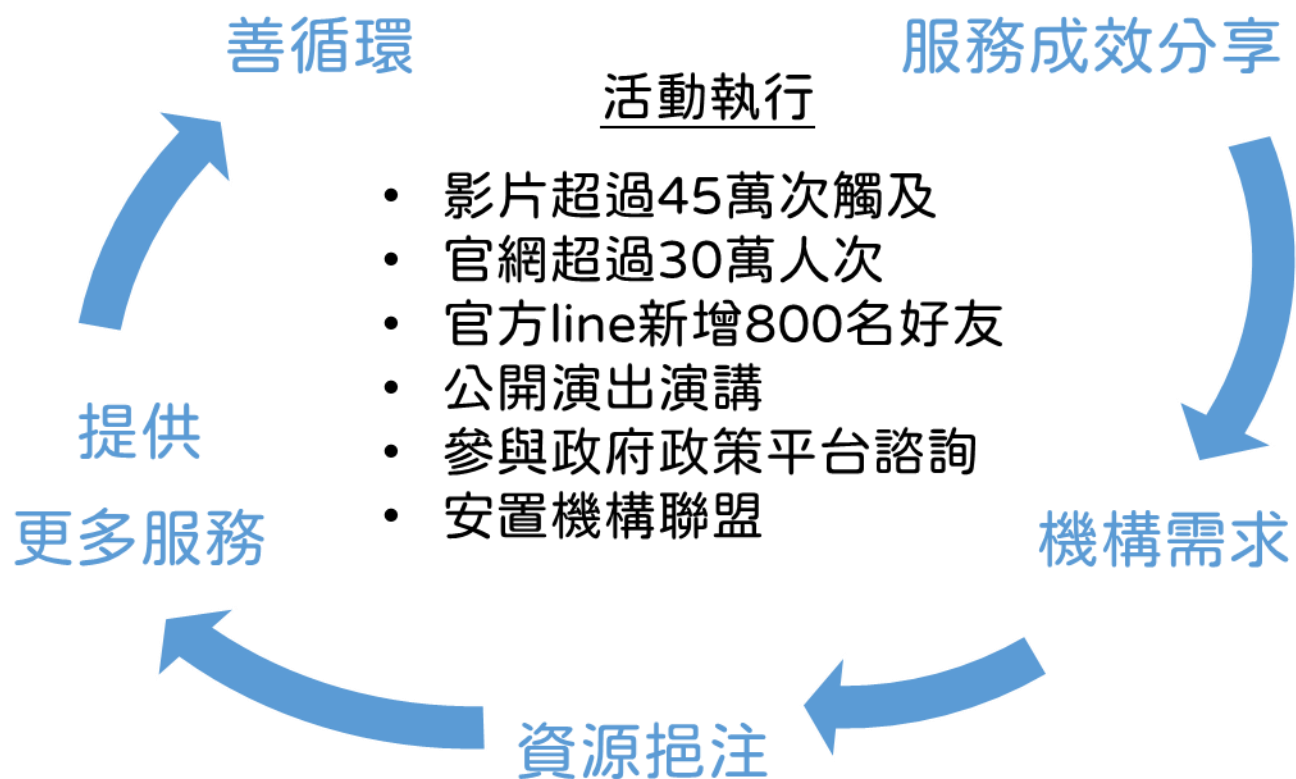 善循環
服務成效分享
活動執行
• 影片超過45萬次觸及
• 官網超過30萬人次
• 官方line新增800名好友
• 公開演出演講
• 參與政府政策平台諮詢
• 安置機構聯盟
機構需求
資源挹注
提供
更多服務